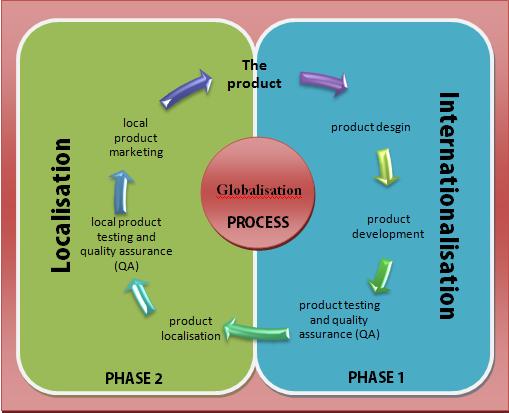 The
product
product desgin
product
development
product testing
and quality
assurance (QA)
product
localisation
local product
testing and
quality assurance
(QA)
local
product
marketing
Globalisation
PROCESS
Localisation
Internationalisation
PHASE 2
PHASE 1